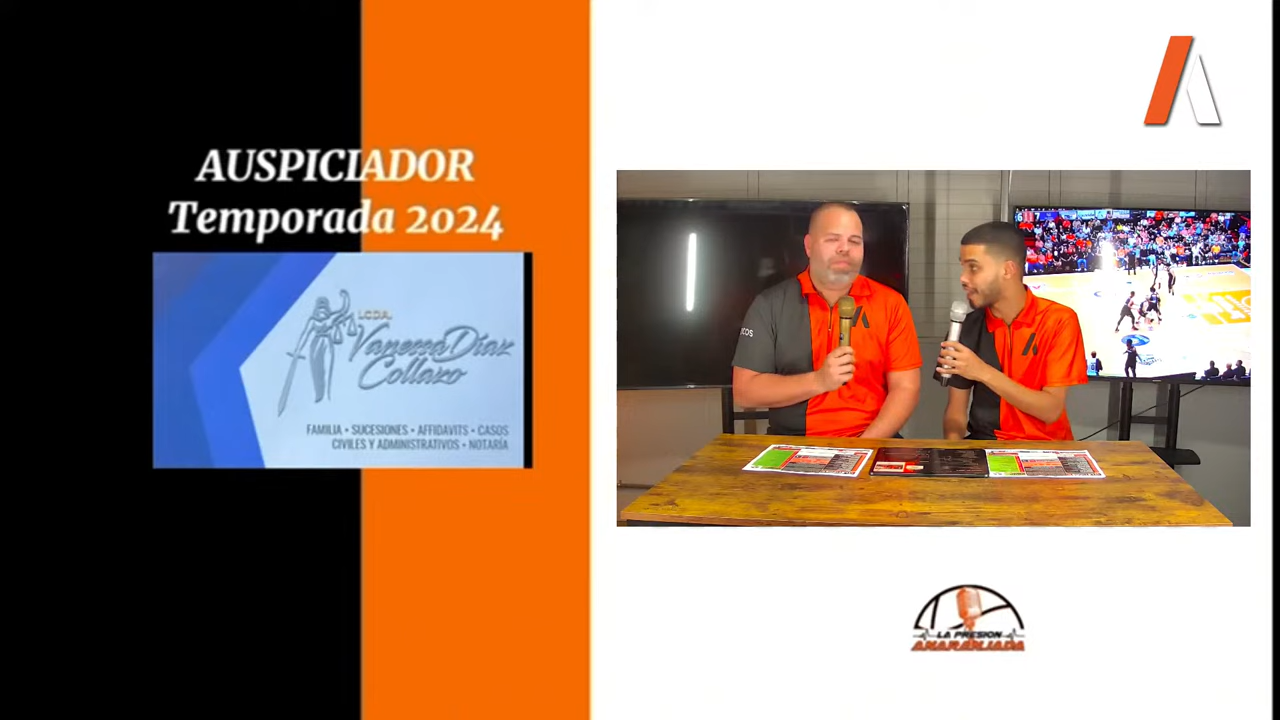 AUSPICIADOR
Temporada 2024
LCDA.
Vanessa Díaz
Collazo
FAMILIA • SUCESIONES • AFFIDAVITS • CASOS
CIVILES Y ADMINISTRATIVOS • NOTARÍA
LA PRESION
ANARANJADA